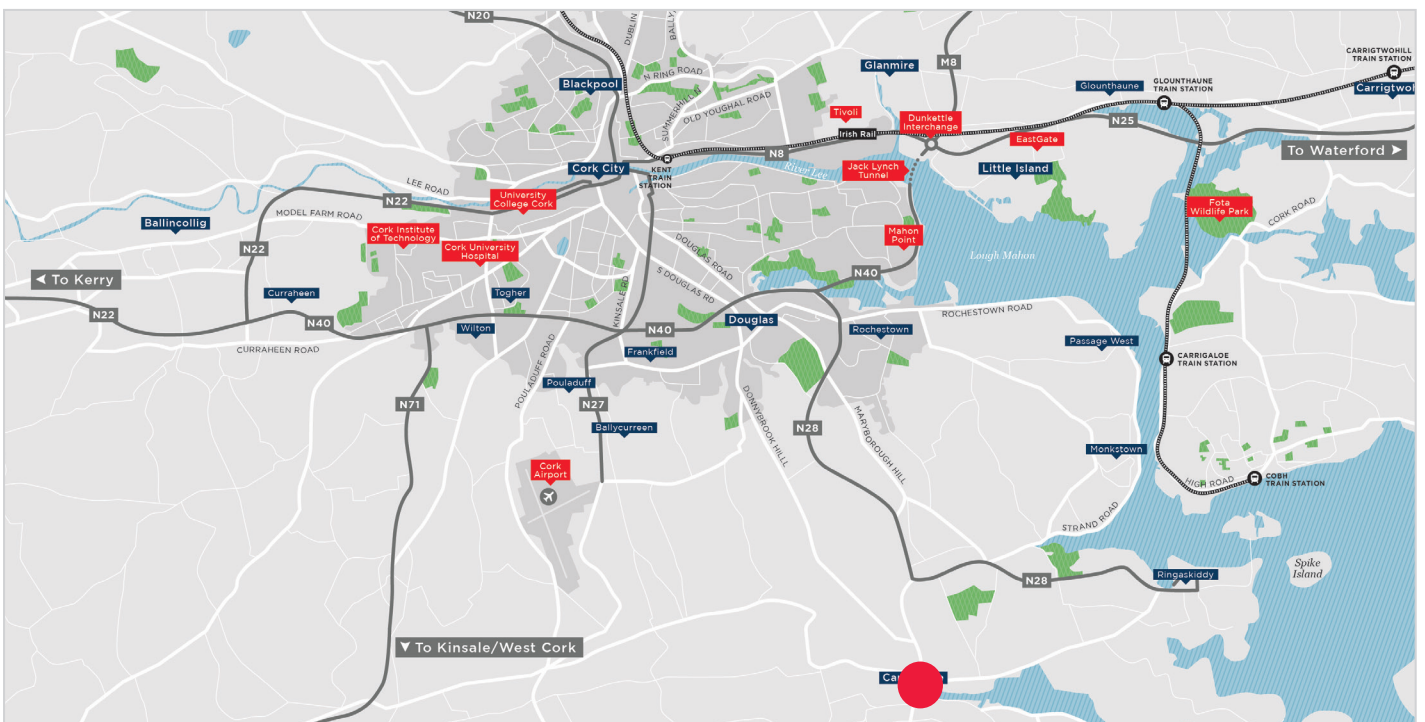 N20
DUBLIN
BALLY
CARRIGTWOHILL
TRAIN STATION
M8
Glanmire
N RING ROAD
Blackpool
GLOUNTHAUNE
TRAIN STATION
Glounthaune
Carrigtwo
SUMMERHILL N
OLD YOUGHAL ROAD
Tivoli
Dunkettle
Interchange
N25
Irish Rail
EastGate
To Waterford
N8
Cork City
KENT
TRAIN
STATION
River Lee
Jack Lynch
Tunnel
Little Island
LEE ROAD
University
College Cork
N22
Fota
Wildlife Park
MODEL FARM ROAD
Ballincollig
CORK ROAD
Cork Institute
of Technology
Mahon
Point
N22
Cork University
Hospital
DOUGLAS ROAD
Lough Mahon
To Kerry
S DOUGLAS RD
N40
Curraheen
Togher
KINSALE RD
ROCHESTOWN ROAD
N22
N40
Wilton
N40
Douglas
Rochestown
CURRAHEEN ROAD
POULADUFF ROAD
Frankfield
Passage West
CARRIGALOE
TRAIN STATION
Pouladuff
N71
N27
DONNYBROOK HILLL
MARYBOROUGH HILL
Ballycurreen
N28
Monkstown
Cork
Airport
HIGH ROAD
COBH
TRAIN STATION
STRAND ROAD
Spike
Island
N28
Ringaskiddy
To Kinsale/West Cork